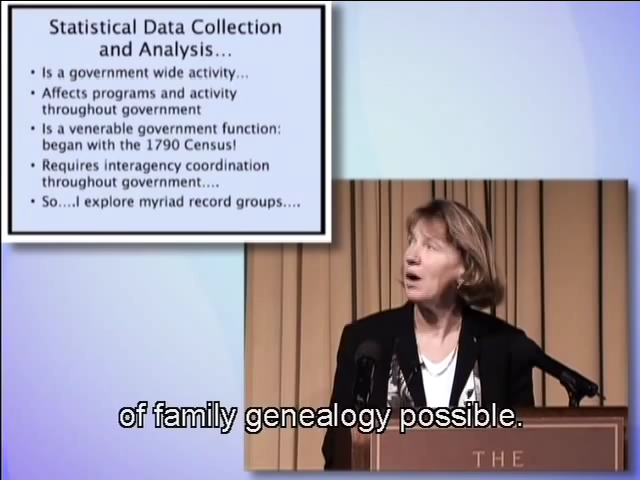 Statistical Data Collection
and Analysis...
• Is a government wide activity...
• Affects programs and activity
throughout government
• Is a venerable government function:
began with the 1790 Census!
• Requires interagency coordination
throughout government....
• So....I explore myriad record groups....
of family genealogy possible.
THE